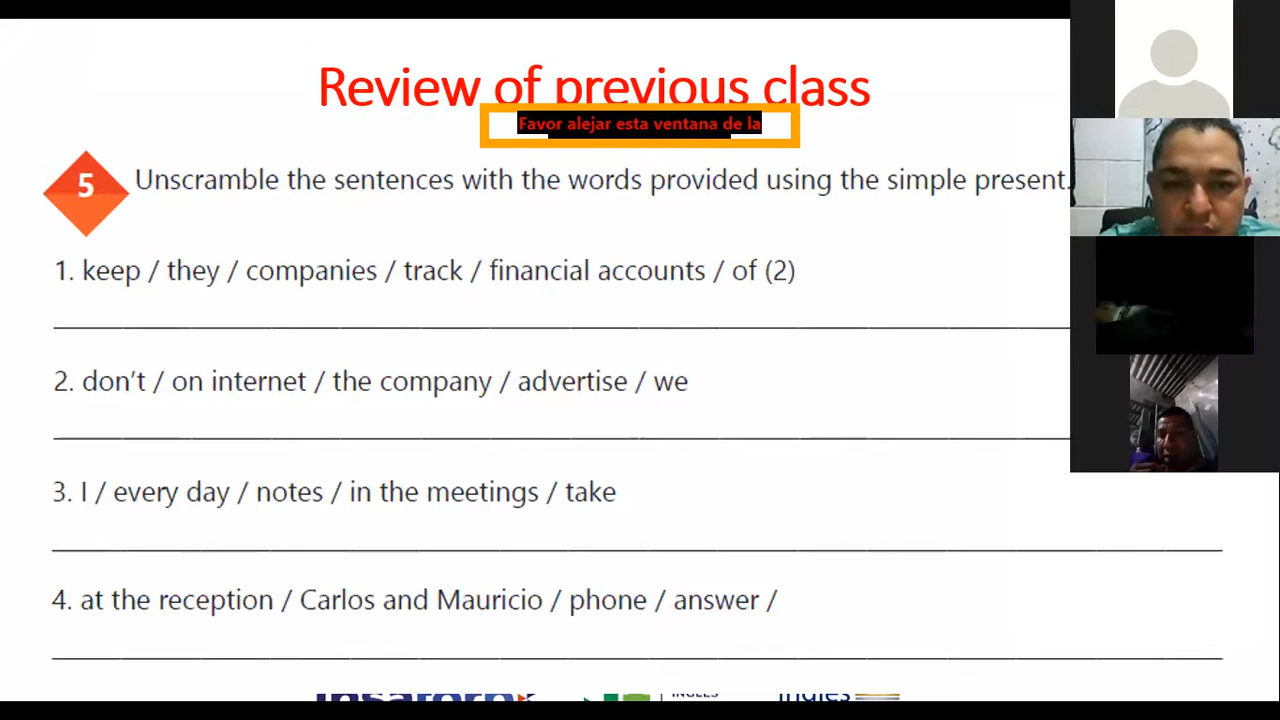 Review of previous class
Favor alejar esta ventana de la
5
Unscramble the sentences with the words provided using the simple present.
1. keep / they / companies / track / financial accounts / of (2)
2. don’t / on internet / the company / advertise / we
3. I / every day / notes / in the meetings / take
4. at the reception / Carlos and Mauricio / phone / answer /